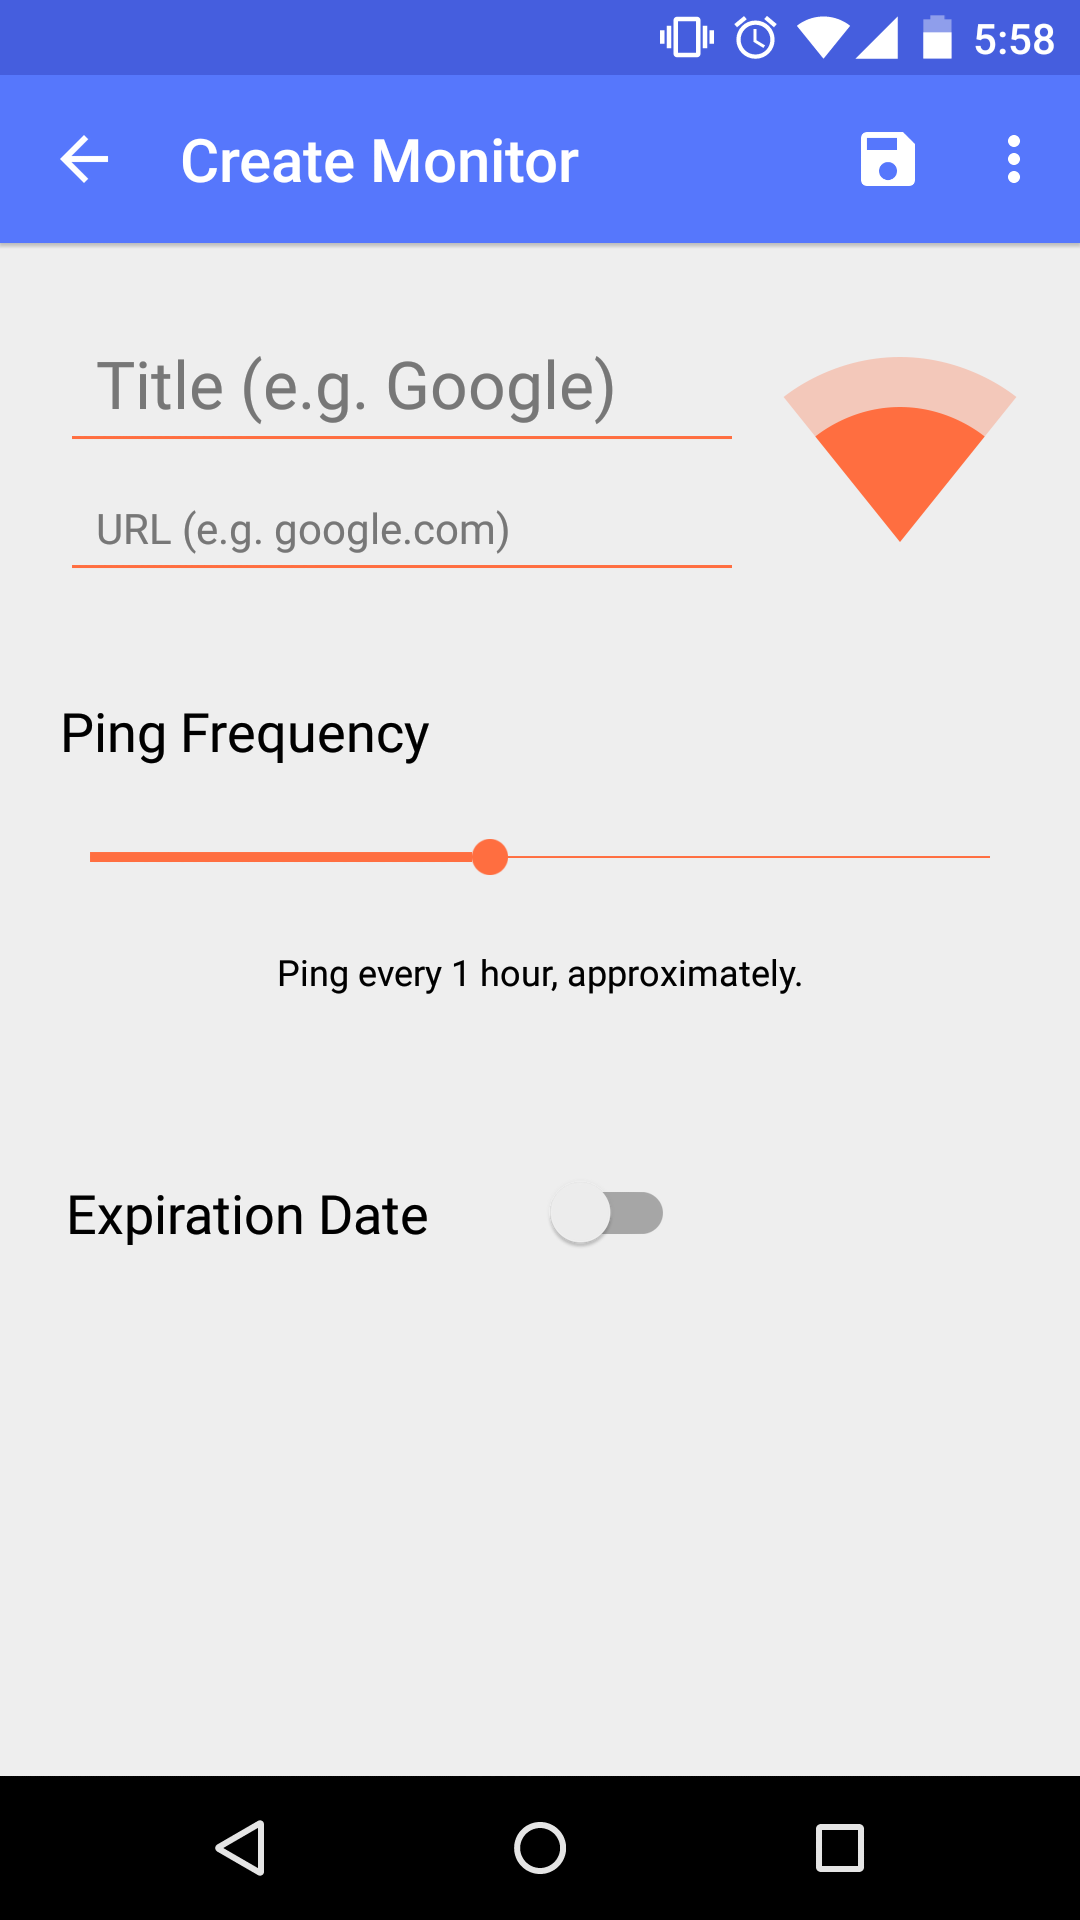 5:58
Create Monitor
Title (e.g. Google)
URL (e.g. google.com)
Ping Frequency
Ping every 1 hour, approximately.
Expiration Date